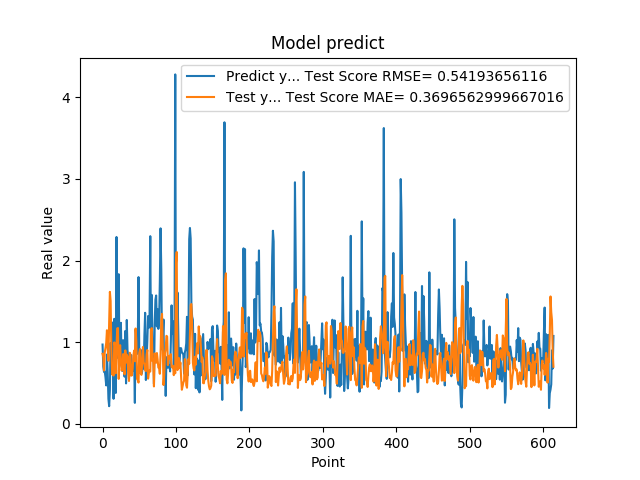 Model predict
Predict y... Test Score RMSE= 0.54193656116
Test y... Test Score MAE= 0.3696562999667016
Real value
4
3
2
1
0
0 100 200 300 400 500 600
Point